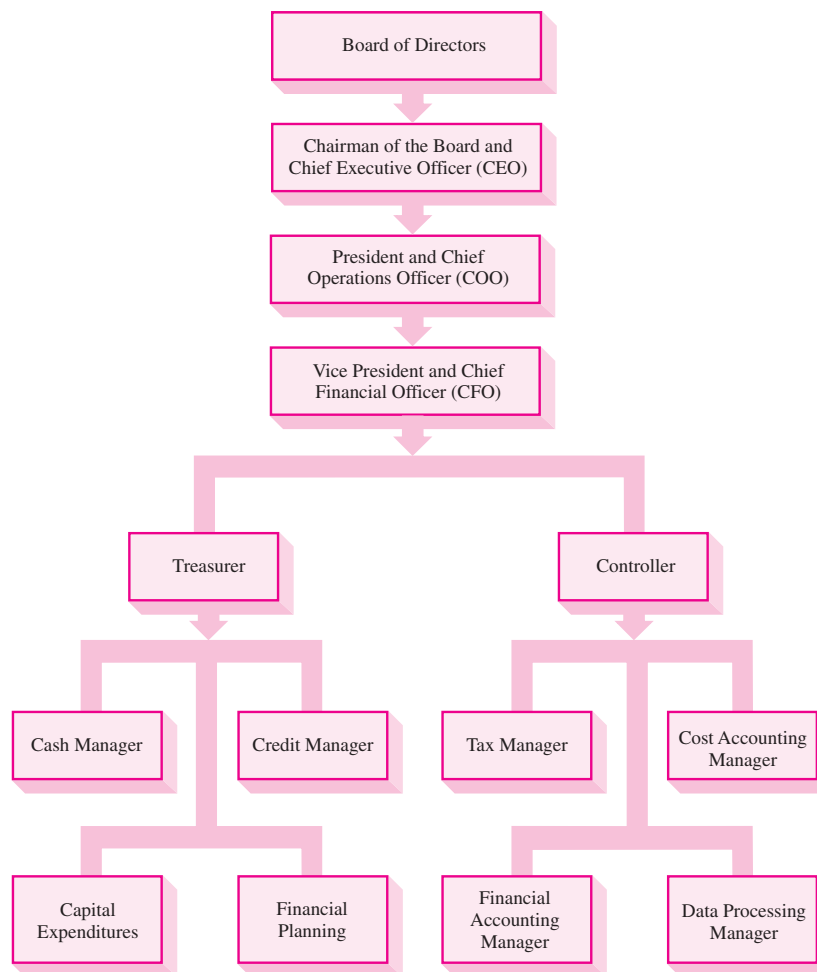 Board of Directors
Chairman of the Board and
Chief Executive Officer (CEO)
President and Chief
Operations Officer (COO)
Vice President and Chief
Financial Officer (CFO)
Treasurer
Controller
Cash Manager
Credit Manager
Tax Manager
Cost Accounting
Manager
Capital
Expenditures
Financial
Planning
Financial
Accounting
Manager
Data Processing
Manager